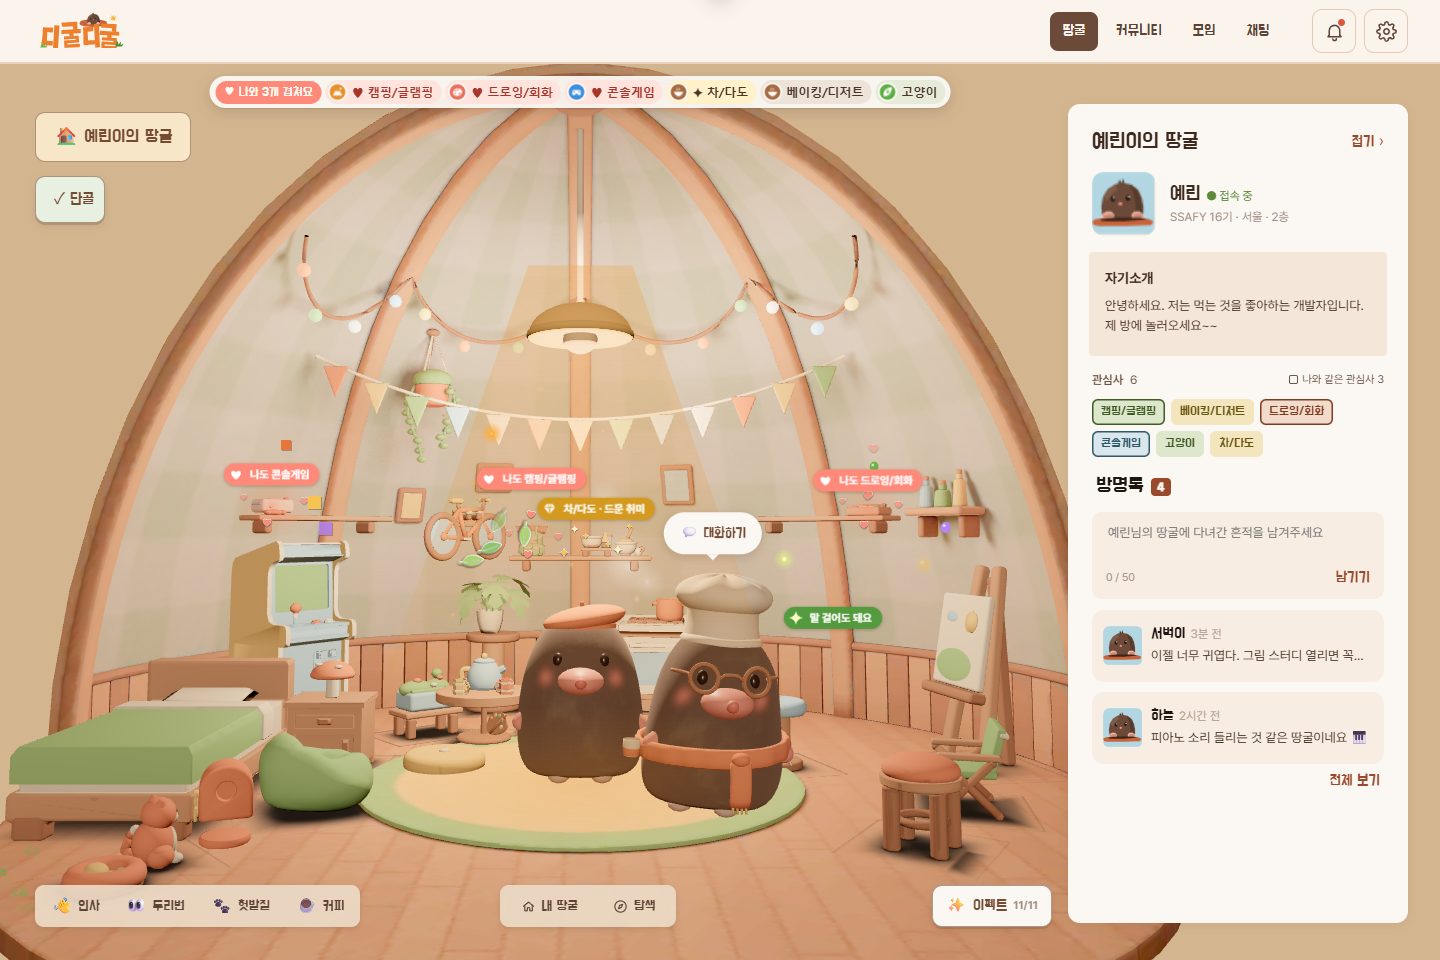 디굴디굴
땅굴
커뮤니티
모임
채팅
♥ 나와 3개 겹쳐요
♥ 캠핑/글램핑
♥ 드로잉/회화
♥ 콘솔게임
✦ 차/다도
베이킹/디저트
고양이
예린이의 땅굴
✓ 단골
나도 콘솔게임
나도 캠핑/글램핑
차/다도 · 드문 취미
나도 드로잉/회화
대화하기
말 걸어도 돼요
인사
두리번
헛발질
커피
내 땅굴
탐색
이펙트 11/11
예린이의 땅굴
접기 ›
예린 접속 중
SSAFY 16기 · 서울 · 2층
자기소개
안녕하세요. 저는 먹는 것을 좋아하는 개발자입니다.
제 방에 놀러오세요~~
관심사 6
나와 같은 관심사 3
캠핑/글램핑
베이킹/디저트
드로잉/회화
콘솔게임
고양이
차/다도
방명록 4
예린님의 땅굴에 다녀간 흔적을 남겨주세요
0 / 50
남기기
서벅이 3분 전
이젤 너무 귀엽다. 그림 스터디 열리면 꼭...
하늘 2시간 전
피아노 소리 들리는 것 같은 땅굴이네요 🎹
전체 보기